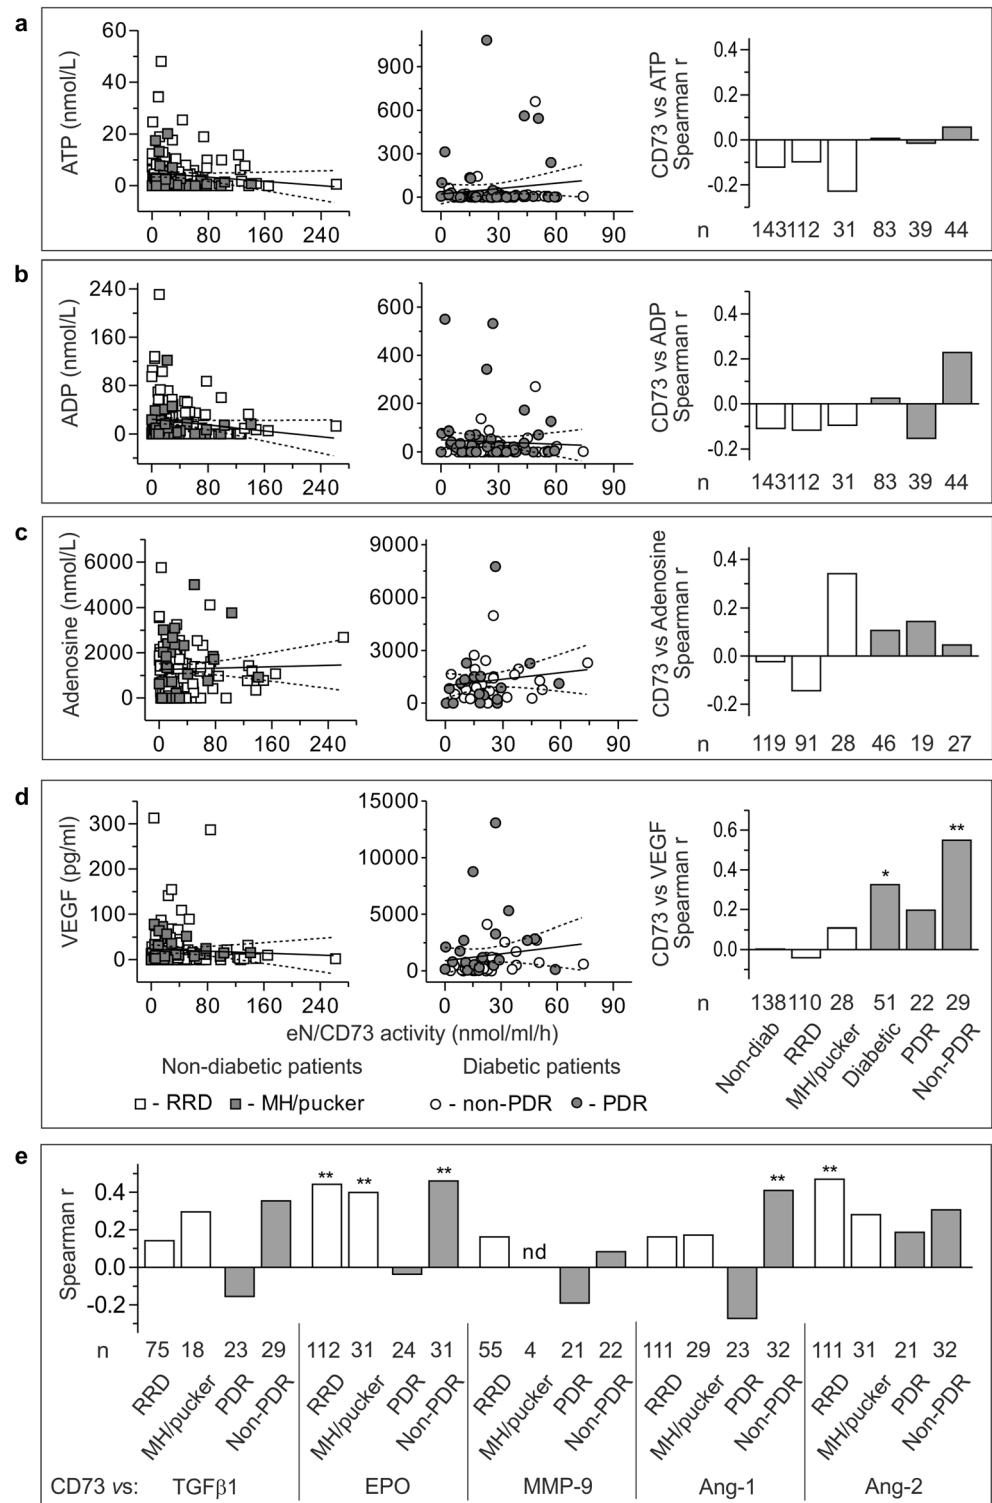 a
ATP (nmol/L)
60
40
20
0
0 80 160 240
900
600
300
0
0 30 60 90
CD73 vs ATP
Spearman r
0.4
0.2
0.0
-0.2
n 143 112 31 83 39 44
b
ADP (nmol/L)
240
160
80
0
0 80 160 240
600
400
200
0
0 30 60 90
CD73 vs ADP
Spearman r
0.4
0.2
0.0
-0.2
n 143 112 31 83 39 44
c
Adenosine (nmol/L)
6000
4000
2000
0
0 80 160 240
9000
6000
3000
0
0 30 60 90
CD73 vs Adenosine
Spearman r
0.4
0.2
0.0
-0.2
n 119 91 28 46 19 27
d
VEGF (pg/ml)
300
200
100
0
0 80 160 240
15000
10000
5000
0
0 30 60 90
CD73 vs VEGF
Spearman r
0.6
0.4
0.2
0.0
* **
n 138 110 28 51 22 29
Non-diab RRD MH/pucker Diabetic PDR Non-PDR
eN/CD73 activity (nmol/ml/h)
Non-diabetic patients Diabetic patients
- RRD - MH/pucker - non-PDR - PDR
e
Spearman r
0.4
0.2
0.0
-0.2
** ** ** ** **
nd
n 75 18 23 29 112 31 24 31 55 4 21 22 111 29 23 32 111 31 21 32
RRD MH/pucker PDR Non-PDR RRD MH/pucker PDR Non-PDR RRD MH/pucker PDR Non-PDR RRD MH/pucker PDR Non-PDR RRD MH/pucker PDR Non-PDR
CD73 vs: TGFβ1 EPO MMP-9 Ang-1 Ang-2